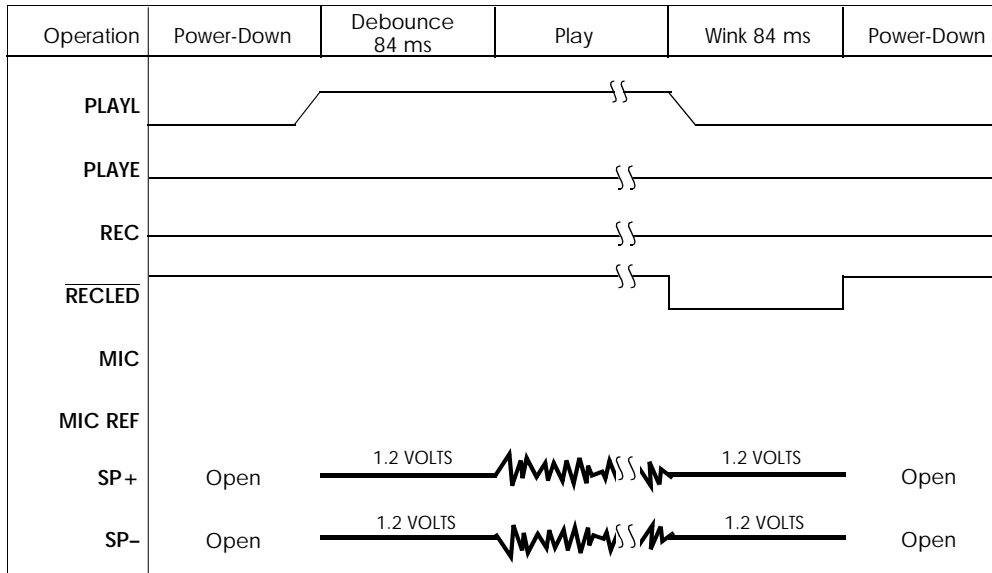 Operation Power-Down Debounce 84 ms Play Wink 84 ms Power-Down
PLAYL
PLAYE
REC
RECLED
MIC
MIC REF
1.2 VOLTS 1.2 VOLTS
SP+ Open Open
1.2 VOLTS 1.2 VOLTS
SP– Open Open